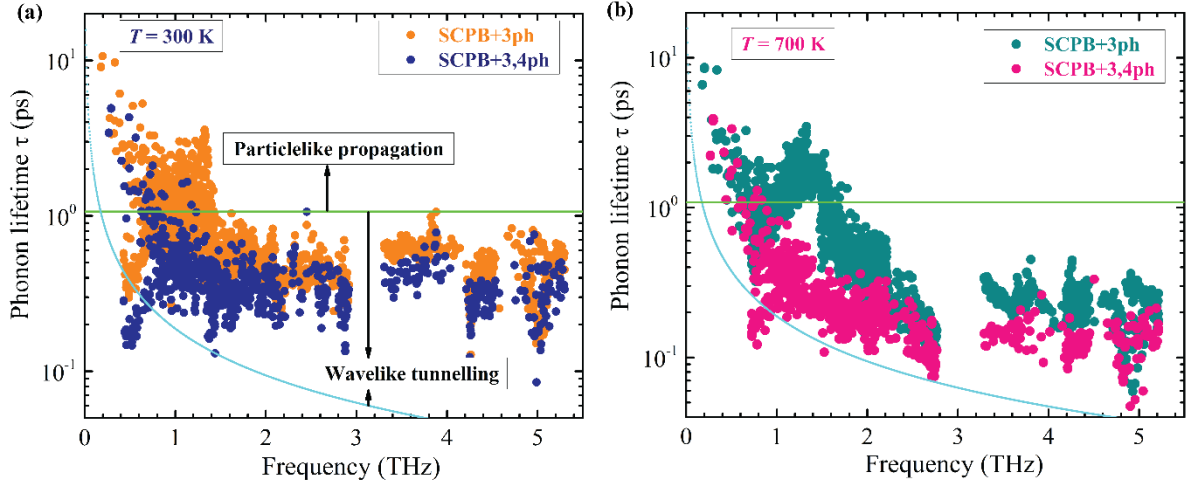 (a)
T = 300 K
SCPB+3ph
SCPB+3,4ph
Particlelike propagation
Wavelike tunnelling
Phonon lifetime τ (ps)
10¹
10⁰
10⁻¹
0 1 2 3 4 5
Frequency (THz)
(b)
T = 700 K
SCPB+3ph
SCPB+3,4ph
Phonon lifetime τ (ps)
10¹
10⁰
10⁻¹
0 1 2 3 4 5
Frequency (THz)